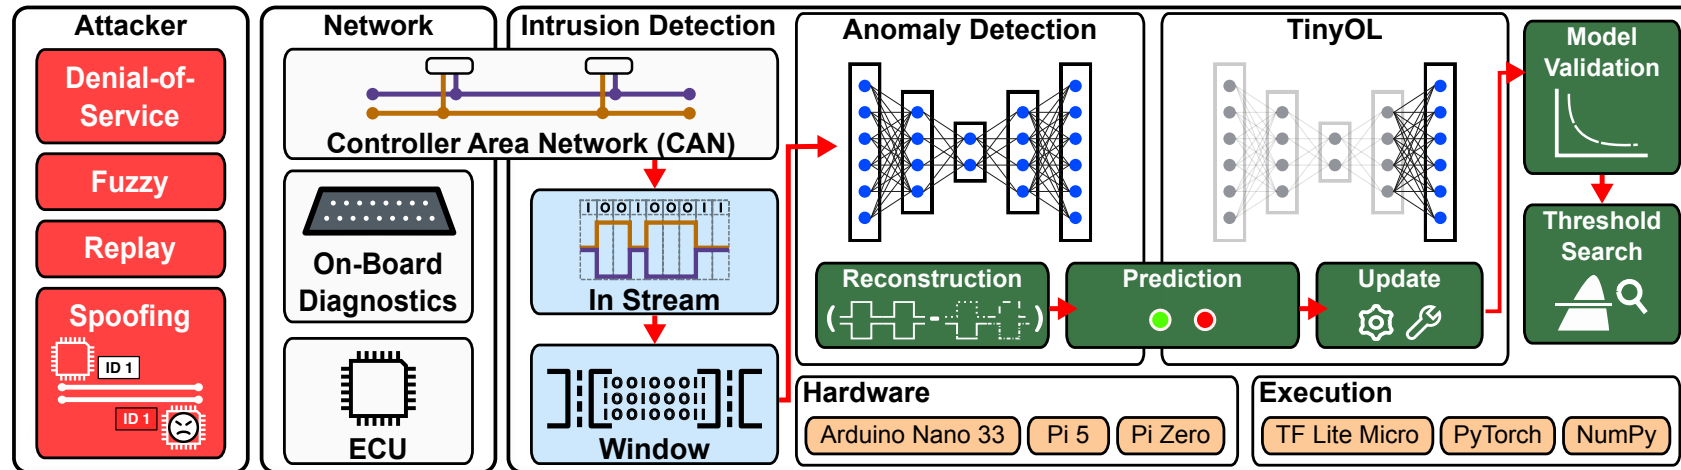 Attacker
Denial-of-
Service
Fuzzy
Replay
Spoofing
ID 1
ID 1
Network
Controller Area Network (CAN)
On-Board
Diagnostics
ECU
Intrusion Detection
I O O I O O O I I
In Stream
I O O I O O O I I
I O O I O O O I I
I O O I O O O I I
Window
Anomaly Detection
Reconstruction
Prediction
TinyOL
Update
Model
Validation
Threshold
Search
Hardware
Arduino Nano 33
Pi 5
Pi Zero
Execution
TF Lite Micro
PyTorch
NumPy